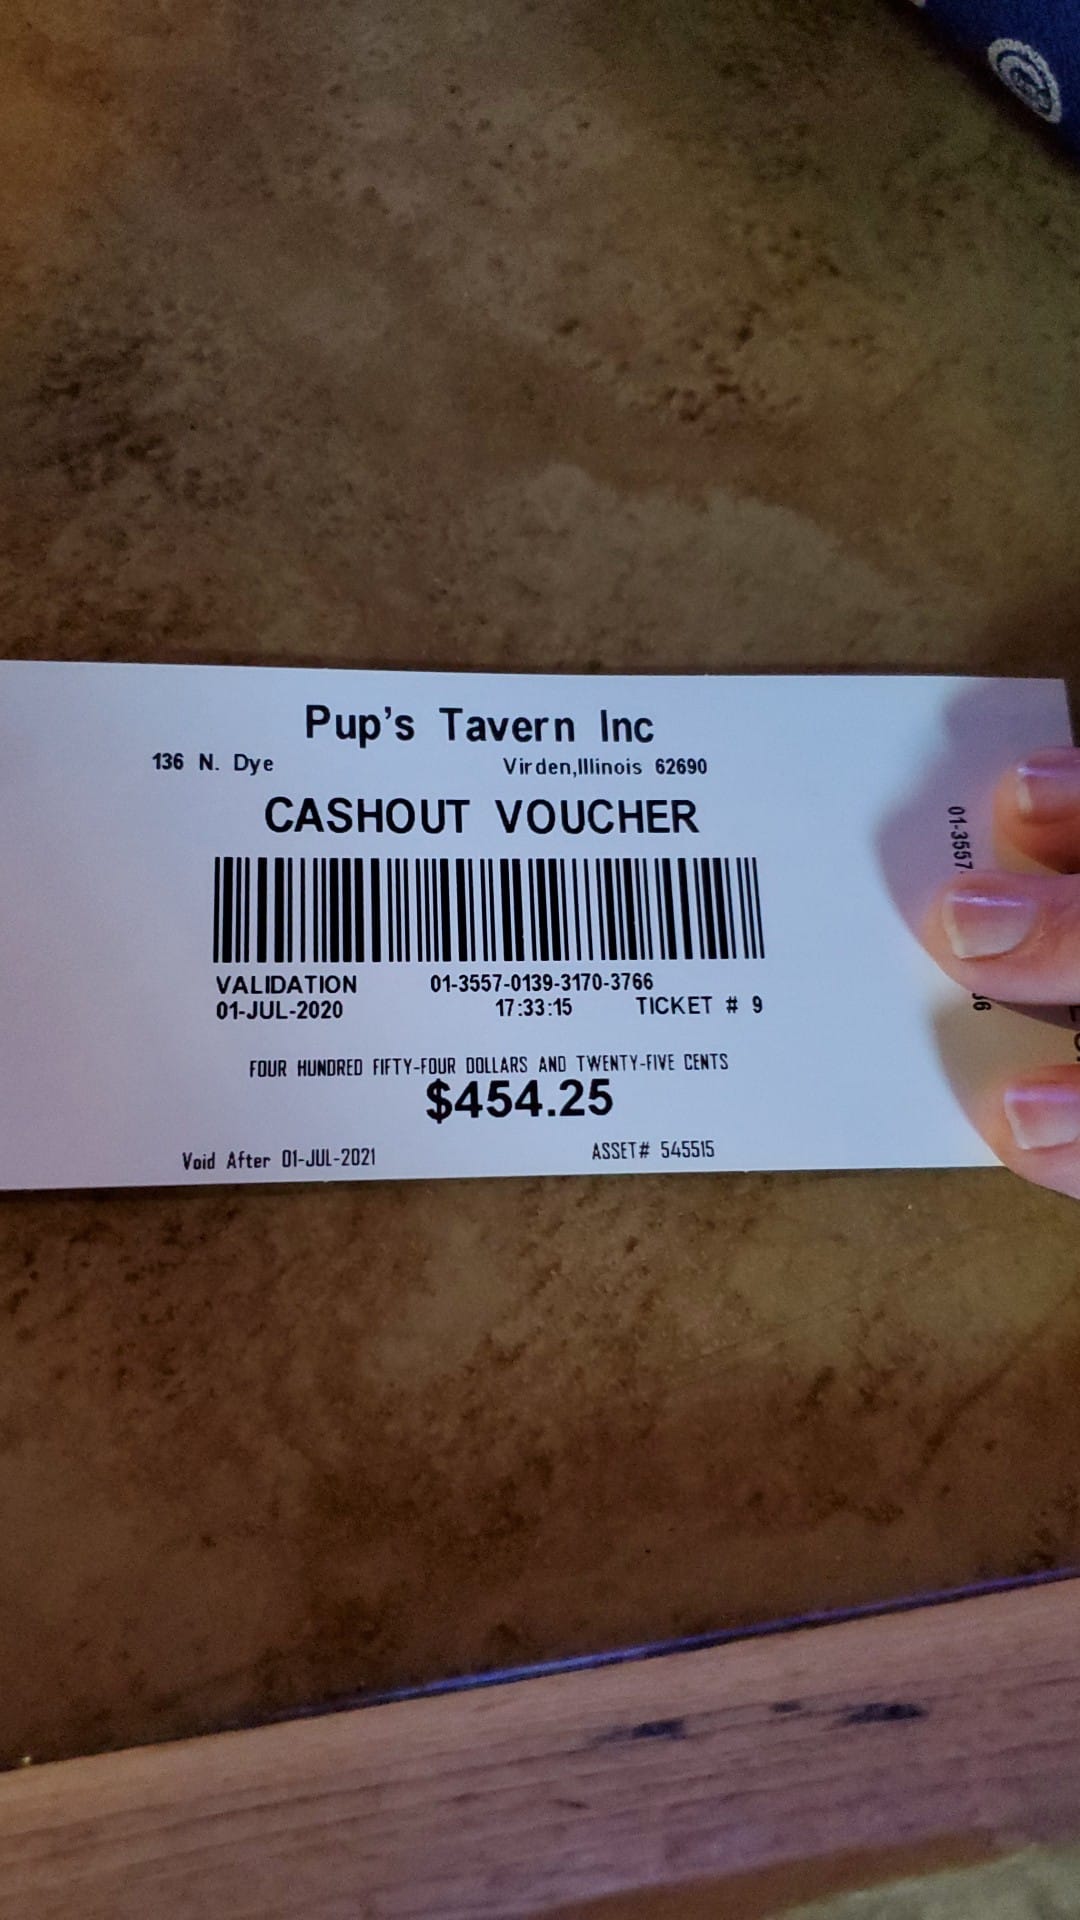 Pup's Tavern Inc
136 N. Dye Virden,Illinois 62690
CASHOUT VOUCHER
VALIDATION 01-3557-0139-3170-3766
01-JUL-2020 17:33:15 TICKET # 9
FOUR HUNDRED FIFTY-FOUR DOLLARS AND TWENTY-FIVE CENTS
$454.25
Void After 01-JUL-2021 ASSET# 545515
01-3557-